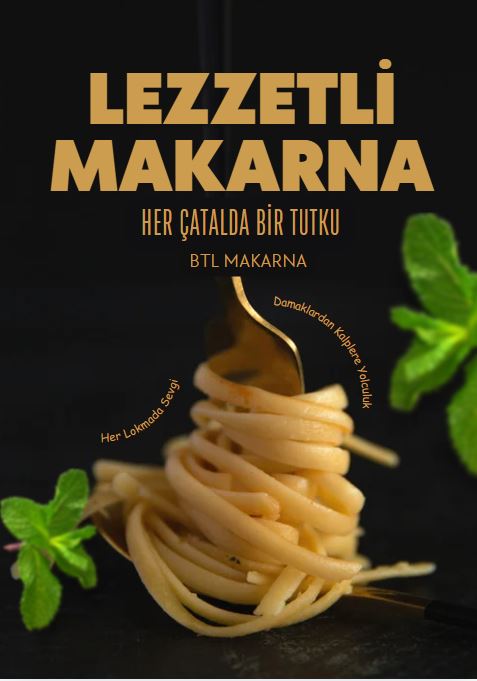 LEZZETLİ
MAKARNA
HER ÇATALDA BİR TUTKU
BTL MAKARNA
Damaklardan Kalplere Yolculuk
Her Lokmada Sevgi